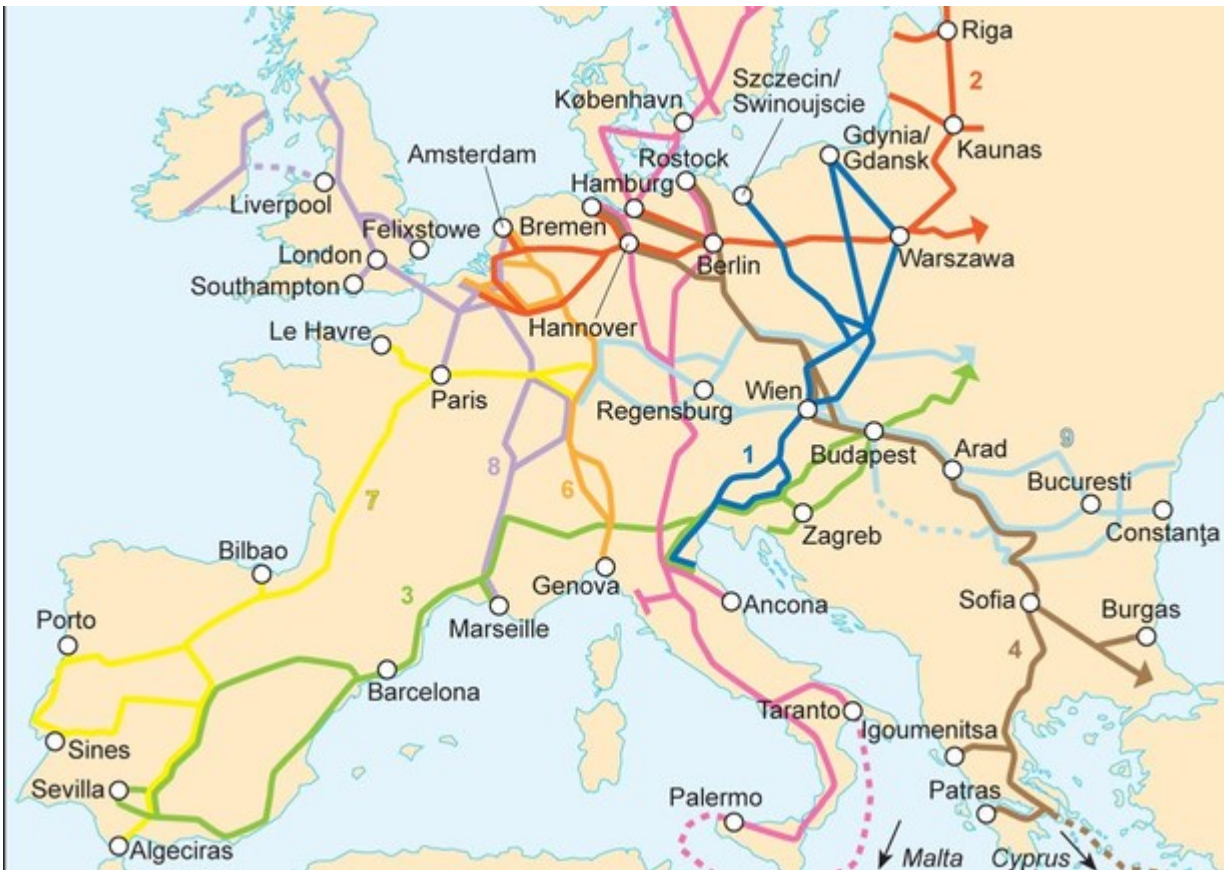 Riga
2
Szczecin/
Swinoujscie
København
Gdynia/
Gdansk
Kaunas
Amsterdam
Rostock
Hamburg
Liverpool
Felixstowe
Bremen
London
Berlin
Warszawa
Southampton
Hannover
Le Havre
Paris
Wien
Regensburg
8
1
Budapest
Arad
9
6
Bucuresti
7
Zagreb
Constanţa
Bilbao
Genova
3
Marseille
Ancona
Sofia
Burgas
Porto
4
Barcelona
Taranto
Igoumenitsa
Sines
Sevilla
Palermo
Patras
Algeciras
Malta
Cyprus